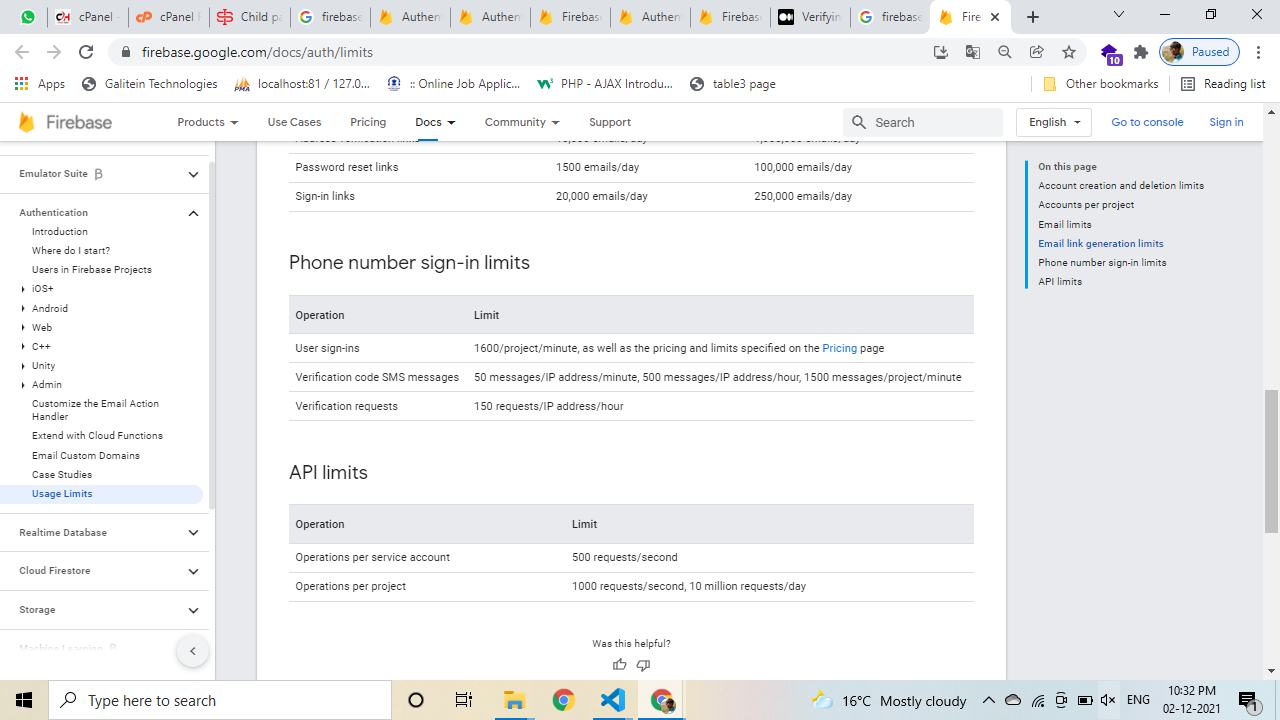 cPanel -
cPanel F
Child pa
firebase
Authen
Authen
Firebas
Authen
Firebas
Verifyin
firebase
Fire
firebase.google.com/docs/auth/limits
10
Paused
Apps
Galitein Technologies
localhost:81 / 127.0...
:: Online Job Applic...
PHP - AJAX Introdu...
table3 page
Other bookmarks
Reading list
Firebase
Products
Use Cases
Pricing
Docs
Community
Support
Search
English
Go to console
Sign in
Emulator Suite β
Authentication
Introduction
Where do I start?
Users in Firebase Projects
iOS+
Android
Web
C++
Unity
Admin
Customize the Email Action
Handler
Extend with Cloud Functions
Email Custom Domains
Case Studies
Usage Limits
Realtime Database
Cloud Firestore
Storage
Machine Learning β
Password reset links 1500 emails/day 100,000 emails/day
Sign-in links 20,000 emails/day 250,000 emails/day
Phone number sign-in limits
Operation Limit
User sign-ins 1600/project/minute, as well as the pricing and limits specified on the Pricing page
Verification code SMS messages 50 messages/IP address/minute, 500 messages/IP address/hour, 1500 messages/project/minute
Verification requests 150 requests/IP address/hour
API limits
Operation Limit
Operations per service account 500 requests/second
Operations per project 1000 requests/second, 10 million requests/day
Was this helpful?
On this page
Account creation and deletion limits
Accounts per project
Email limits
Email link generation limits
Phone number sign-in limits
API limits
Type here to search
16°C Mostly cloudy
ENG
10:32 PM
02-12-2021
1